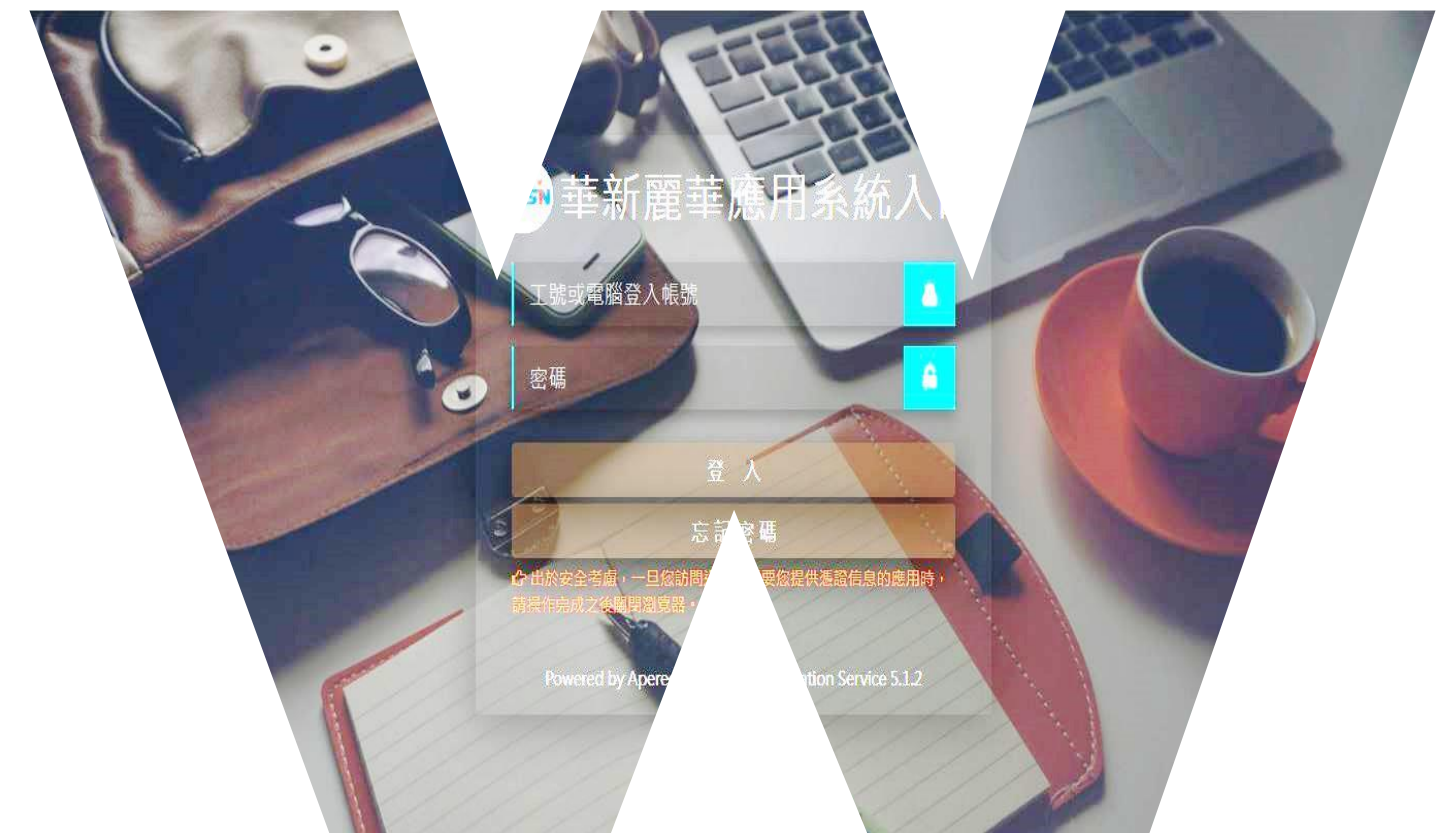 SN 華新麗華應用系統入
工號或電腦登入帳號
密碼
登 入
忘記密碼
出於安全考慮，一旦您訪問 要您提供憑證信息的應用時，
請操作完成之後關閉瀏覽器。
Powered by Apere ation Service 5.1.2